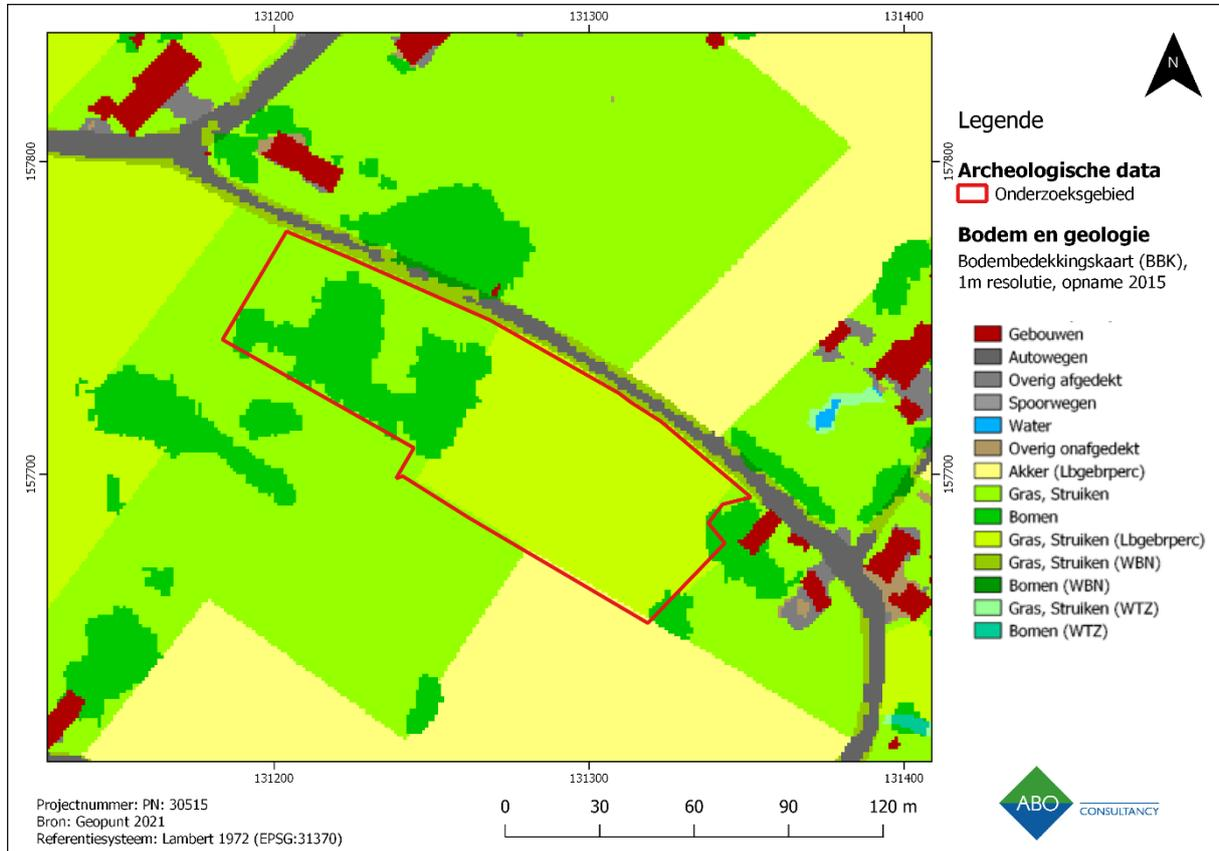 131200 131300 131400
N
Legende
Archeologische data
Onderzoeksgebied
Bodem en geologie
Bodembedekkingskaart (BBK),
1m resolutie, opname 2015
Gebouwen
Autowegen
Overig afgedekt
Spoorwegen
Water
Overig onafgedekt
Akker (Lbgebrperc)
Gras, Struiken
Bomen
Gras, Struiken (Lbgebrperc)
Gras, Struiken (WBN)
Bomen (WBN)
Gras, Struiken (WTZ)
Bomen (WTZ)
157800 157800
157700 157700
131200 131300 131400
Projectnummer: PN: 30515
Bron: Geopunt 2021
Referentiesysteem: Lambert 1972 (EPSG:31370)
0 30 60 90 120 m
ABO CONSULTANCY